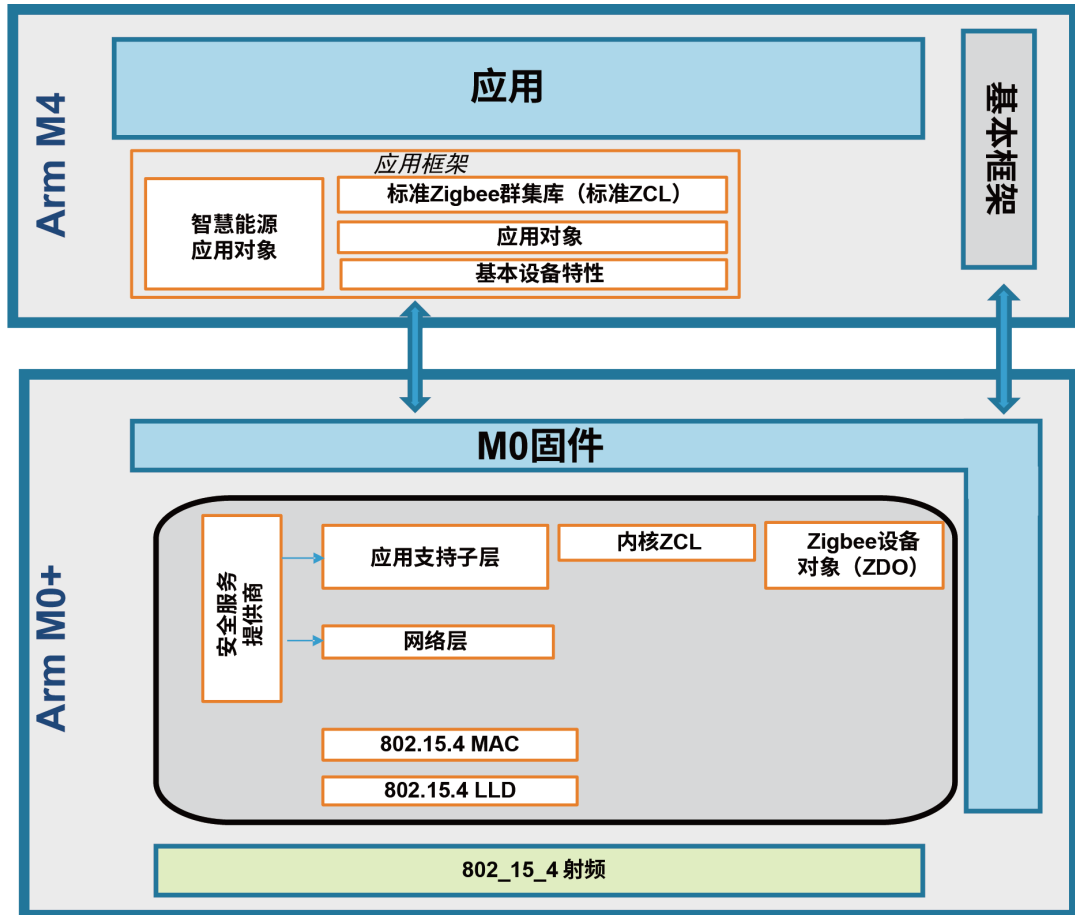 Arm M4
应用
基本框架
应用框架
智慧能源
应用对象
标准Zigbee群集库（标准ZCL）
应用对象
基本设备特性
Arm M0+
M0固件
安全服务
提供商
应用支持子层
内核ZCL
Zigbee设备
对象（ZDO）
网络层
802.15.4 MAC
802.15.4 LLD
802_15_4 射频